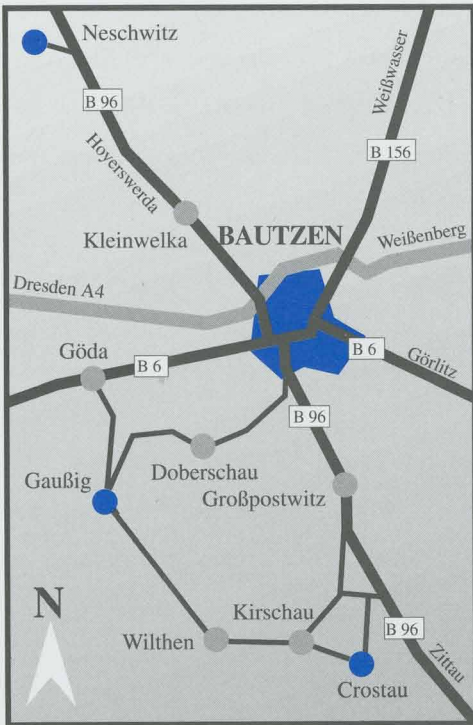 Neschwitz
B 96
Weißwasser
Hoyerswerda
B 156
Kleinwelka
BAUTZEN
Weißenberg
Dresden A4
Göda
B 6
B 6
Görlitz
B 96
Doberschau
Gaußig
Großpostwitz
N
Kirschau
Wilthen
B 96
Zittau
Crostau